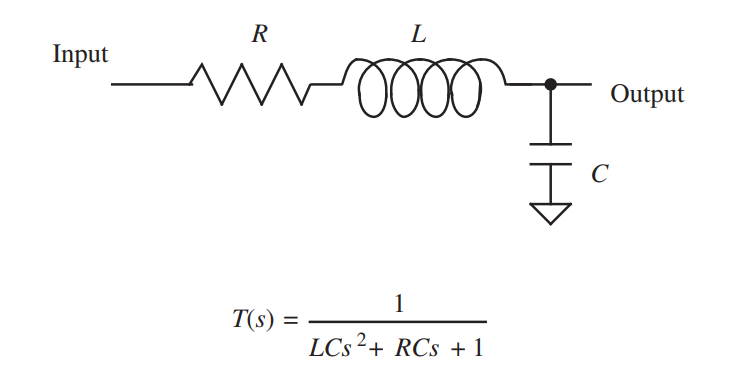 R
L
Input
Output
C
T(s) = 1 / LCs² + RCs + 1